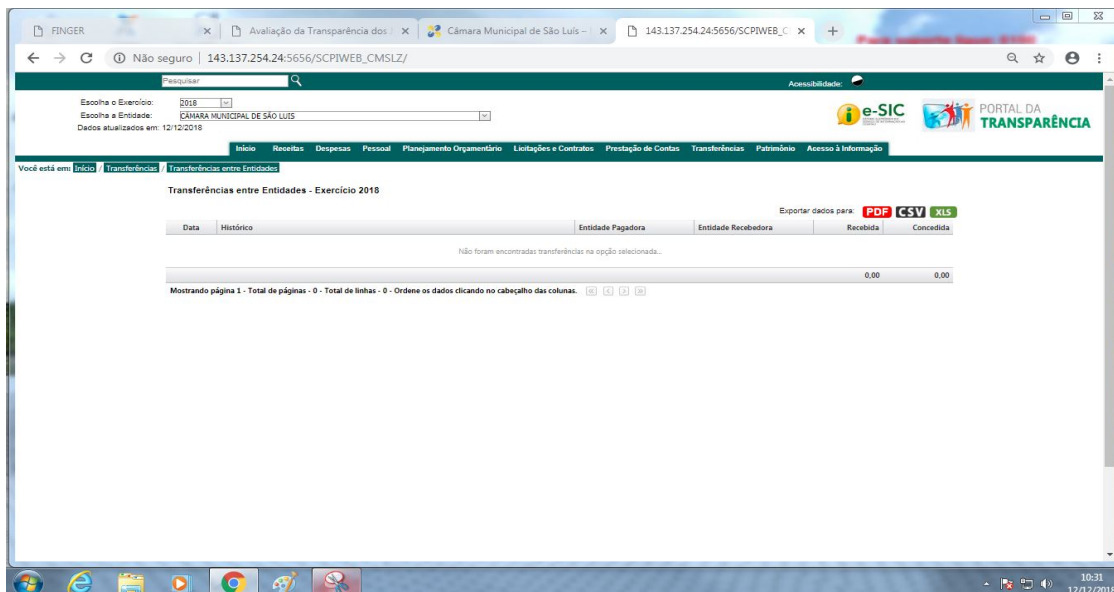 FINGER
Avaliação da Transparência dos
Câmara Municipal de São Luís –
143.137.254.24:5656/SCPIWEB_C
Não seguro | 143.137.254.24:5656/SCPIWEB_CMSLZ/
Pesquisar
Acessibilidade:
Escolha o Exercício: 2018
Escolha a Entidade: CÂMARA MUNICIPAL DE SÃO LUIS
Dados atualizados em: 12/12/2018
e-SIC
PORTAL DA
TRANSPARÊNCIA
Início Receitas Despesas Pessoal Planejamento Orçamentário Licitações e Contratos Prestação de Contas Transferências Patrimônio Acesso à Informação
Você está em: Início / Transferências / Transferências entre Entidades
Transferências entre Entidades - Exercício 2018
Exportar dados para: PDF CSV XLS
Data Histórico Entidade Pagadora Entidade Recebedora Recebida Concedida
Não foram encontradas transferências na opção selecionada...
0,00 0,00
Mostrando página 1 - Total de páginas - 0 - Total de linhas - 0 - Ordene os dados clicando no cabeçalho das colunas.
10:31
12/12/2018